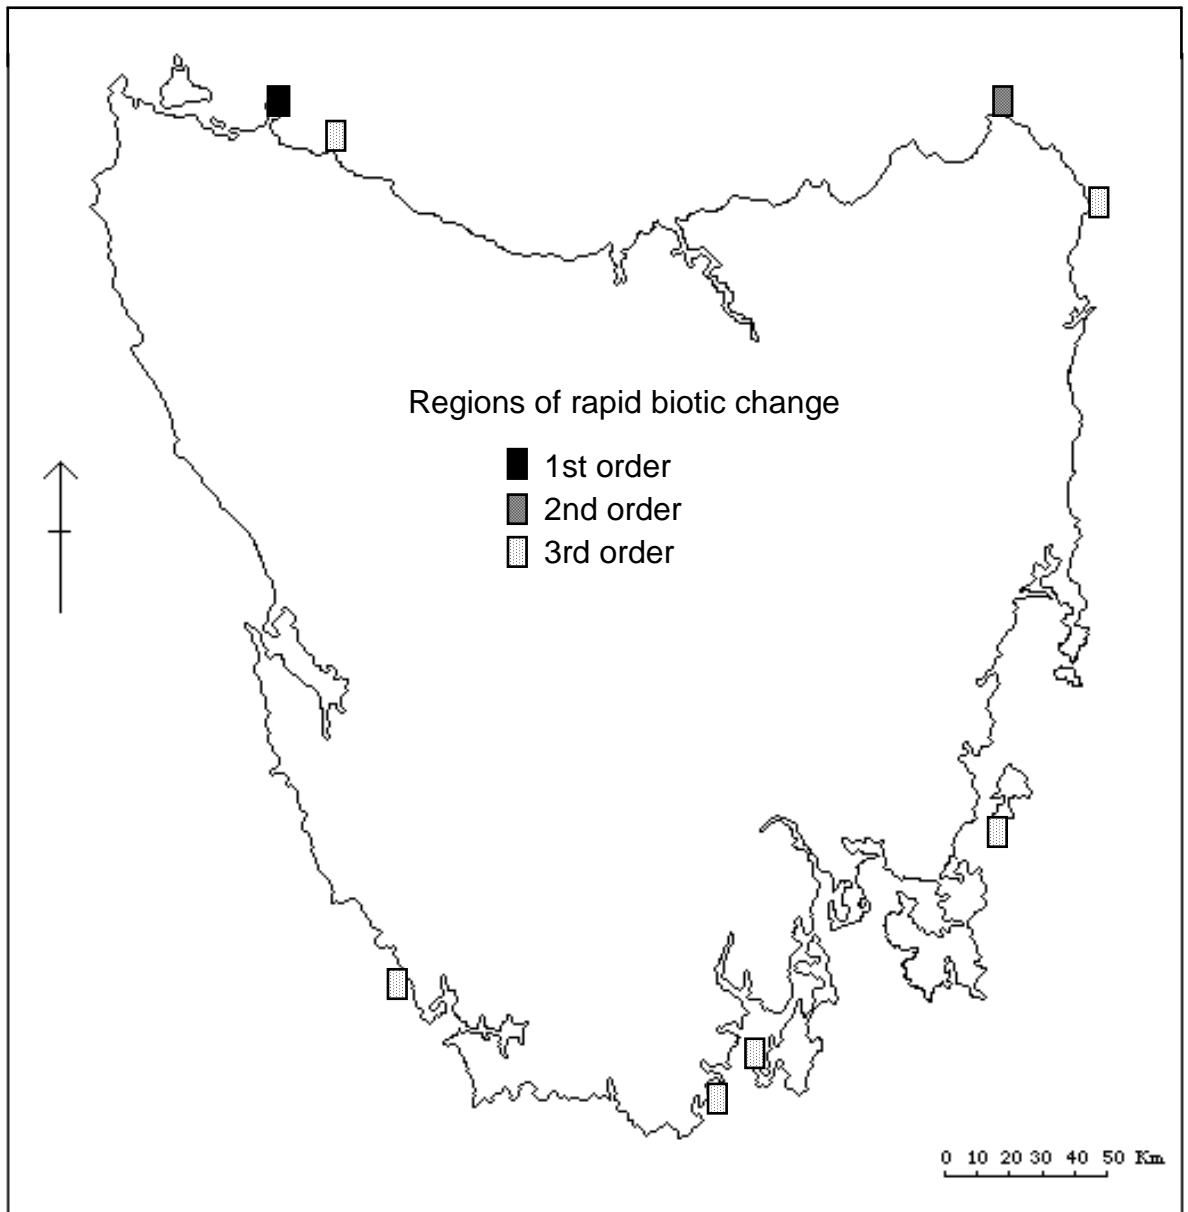 Regions of rapid biotic change
1st order
2nd order
3rd order
0 10 20 30 40 50 Km